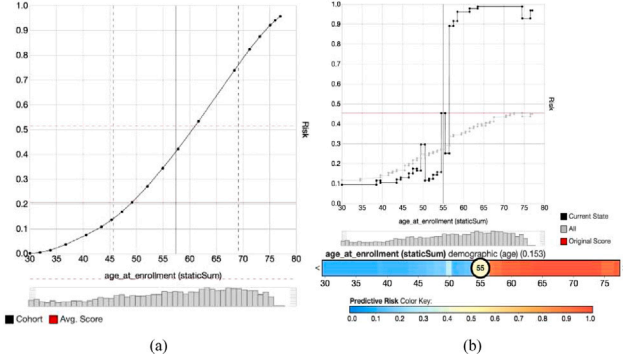 1.0
0.9
0.8
0.7
0.6
0.5
0.4
0.3
0.2
0.1
0.0
30 35 40 45 50 55 60 65 70 75 80
Risk
age_at_enrollment (staticSum)
Cohort Avg. Score
(a)
1.0
0.9
0.8
0.7
0.6
0.5
0.4
0.3
0.2
0.1
0.0
30 35 40 45 50 55 60 65 70 75 80
Risk
age_at_enrollment (staticSum)
Current State
All
Original Score
age_at_enrollment (staticSum) demographic (age) (0.153)
<
55
30 35 40 45 50 55 60 65 70 75
Predictive Risk Color Key:
0.0 0.1 0.2 0.3 0.4 0.5 0.6 0.7 0.8 0.9 1.0
(b)